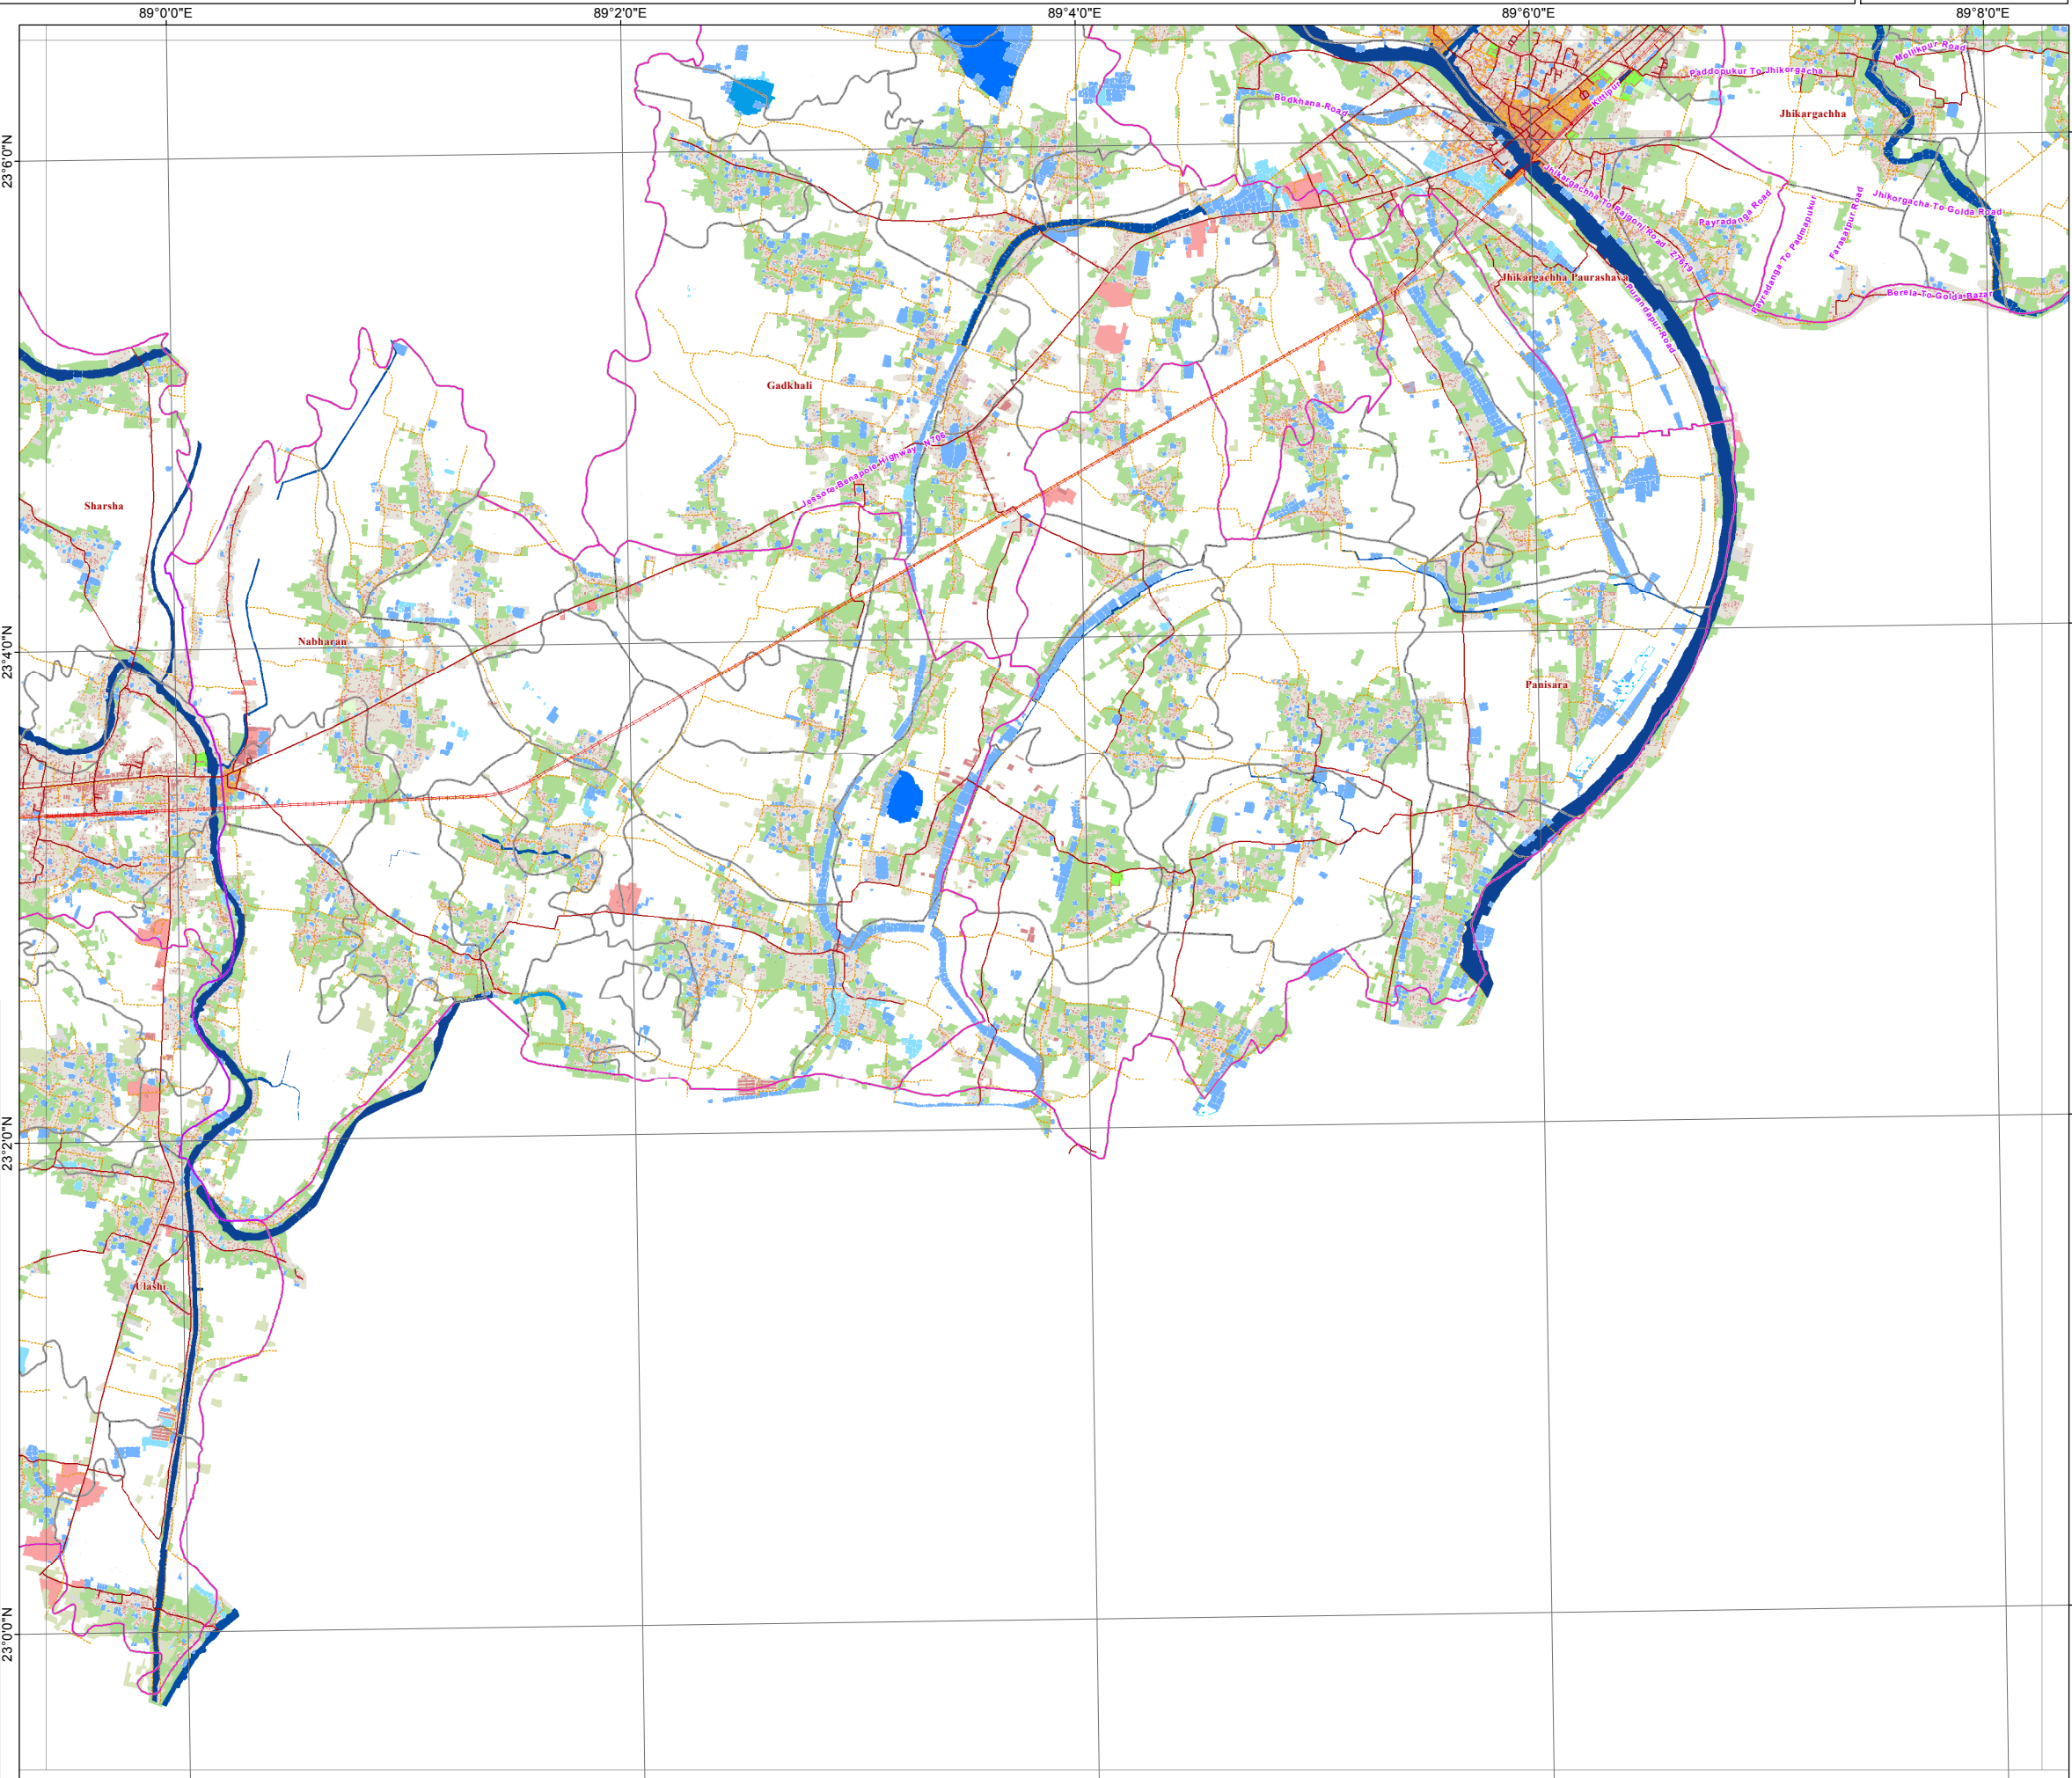 89°0'0"E
89°2'0"E
89°4'0"E
89°6'0"E
89°8'0"E
Mollikpur Road
Paddopukur To Jhikorgacha
Kittipur
Bodkhana Road
Jhikargachha
23°6'0"N
Jhikargachha To Rajgonj Road - Z7619
Payradanga Road
Payradanga To Padmapukur
Farasatpur Road
Jhikorgacha To Golda Road
Jhikargachha Paurashava
Purandapur Road
Berela To Golda Bazar
Gadkhali
Jessore-Benapole Highway - N706
Sharsha
Nabharan
23°4'0"N
Panisara
23°2'0"N
Ulashi
23°0'0"N